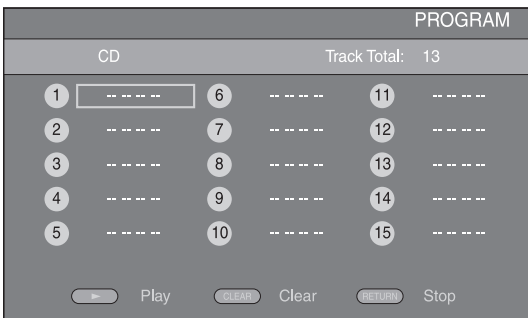 PROGRAM
CD Track Total: 13
1 -- -- -- -- 6 -- -- -- -- 11 -- -- -- --
2 -- -- -- -- 7 -- -- -- -- 12 -- -- -- --
3 -- -- -- -- 8 -- -- -- -- 13 -- -- -- --
4 -- -- -- -- 9 -- -- -- -- 14 -- -- -- --
5 -- -- -- -- 10 -- -- -- -- 15 -- -- -- --
Play CLEAR Clear RETURN Stop